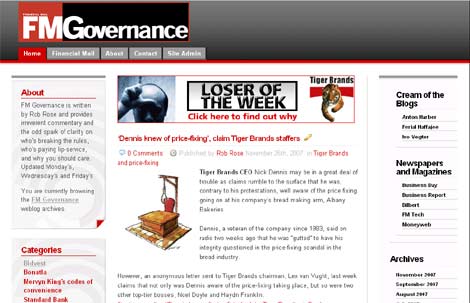 FINANCIAL MAIL
FMGovernance
Home Financial Mail About Contact Site Admin
About
FM Governance is written
by Rob Rose and provides
irreverent commentary and
the odd spark of clarity on
who's breaking the rules,
who's paying lip-service,
and why you should care.
Updated Monday's,
Wednesday's and Friday's
You are currently browsing
the FM Governance
weblog archives.
Categories
Bidvest
Bonatla
Mervyn King's codes of
convenience
Standard Bank
LOSER OF
THE WEEK
Click here to find out why
Tiger Brands
'Dennis knew of price-fixing', claim Tiger Brands staffers
0 Comments Published by Rob Rose November 26th, 2007 in Tiger Brands
and price-fixing
Tiger Brands CEO Nick Dennis may be in a great deal of
trouble as claims rumble to the surface that he was,
contrary to his protestations, well aware of the price fixing
going on at his company's bread making arm, Albany
Bakeries
Dennis, a veteran of the company since 1983, said on
radio two weeks ago that he was "gutted" to have his
integrity questioned in the price-fixing scandal in the
bread industry.
However, an anonymous letter sent to Tiger Brands chairman, Lex van Vught, last week
claims that not only was Dennis aware of the price-fixing taking place, but so were two
other top-tier bosses, Noel Doyle and Haydn Franklin.
Cream of the
Blogs
Anton Harber
Ferial Haffajee
Ivo Vegter
Newspapers
and Magazines
Business Day
Business Report
Dilbert
FM Tech
Moneyweb
Archives
November 2007
September 2007
August 2007